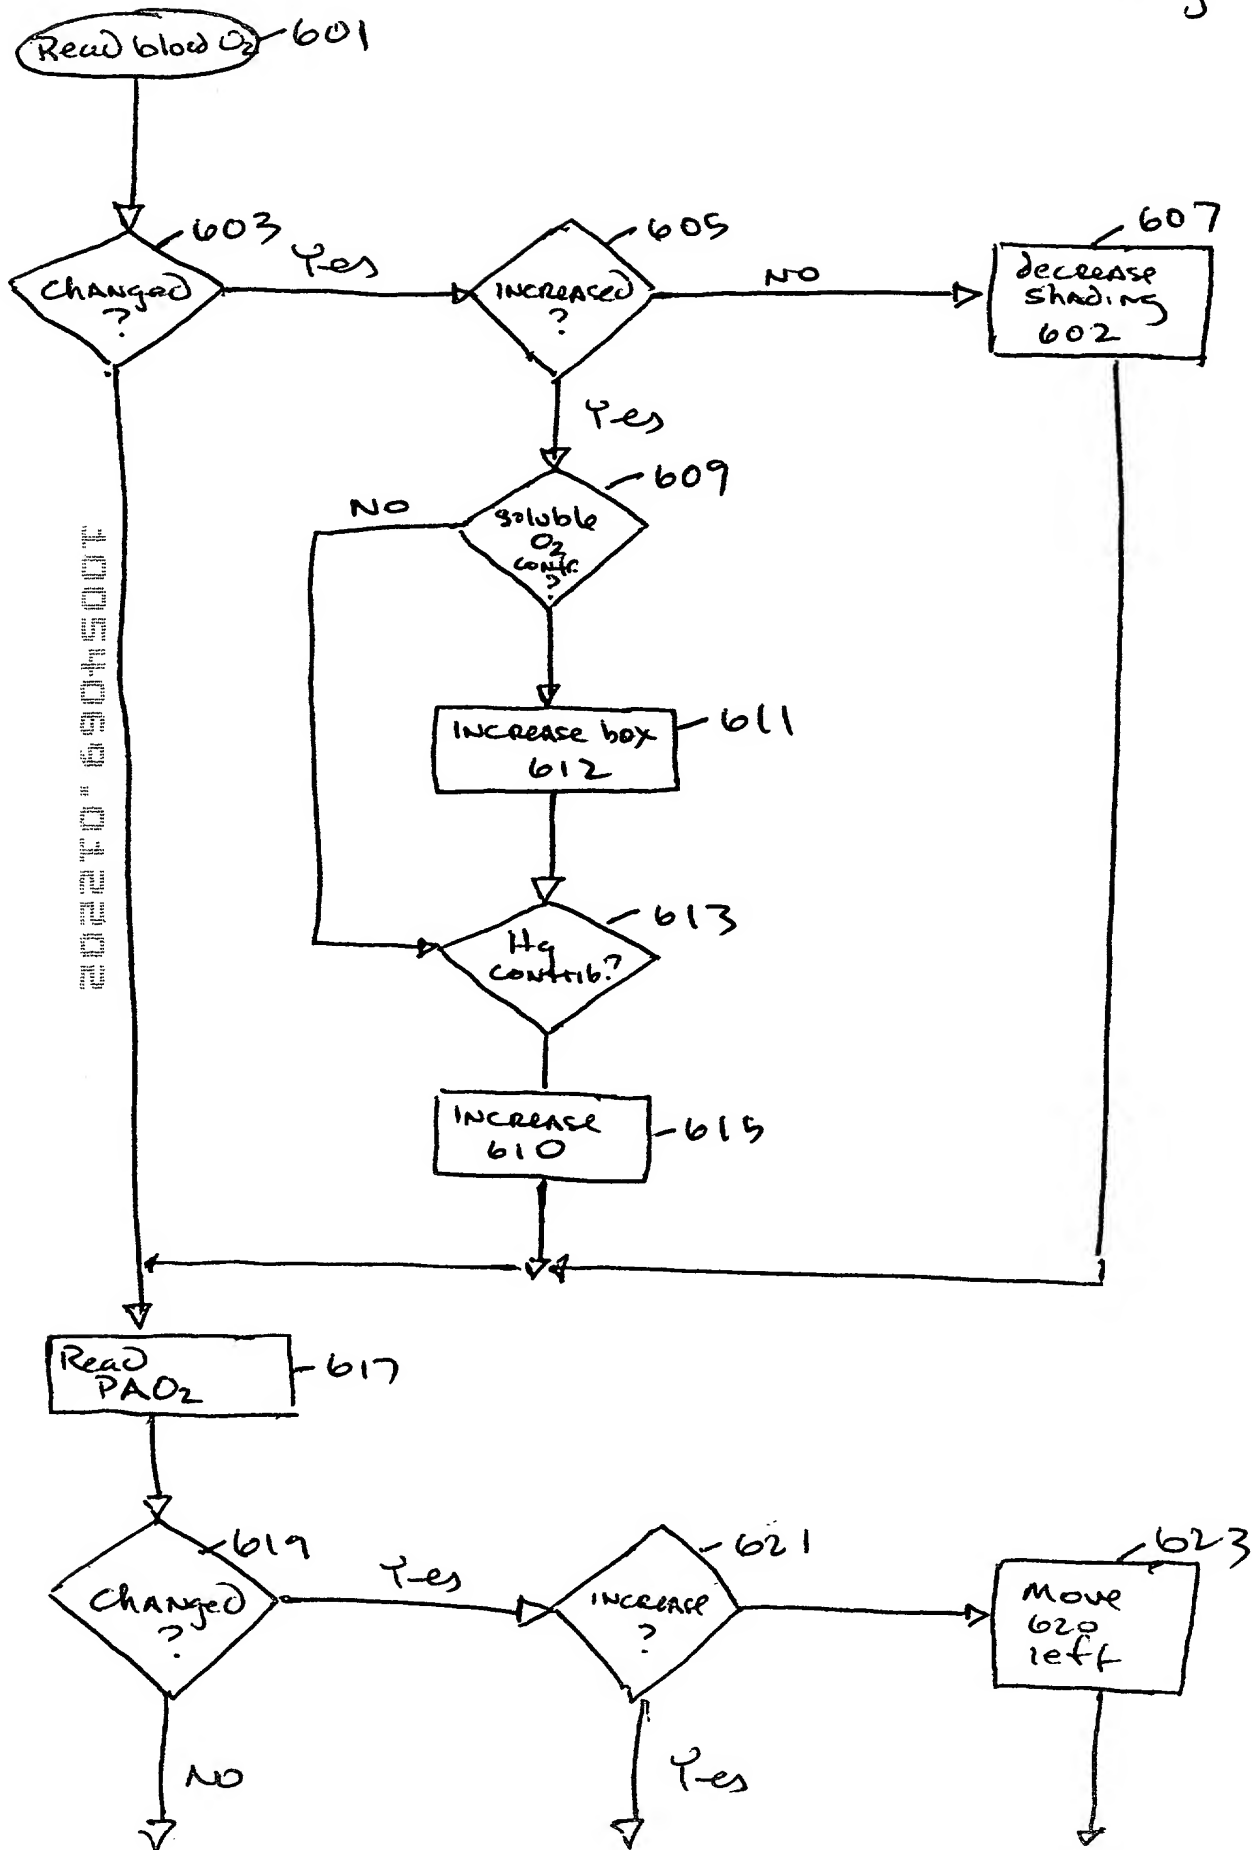 Read blood O2
601
603
Changed
?
Yes
605
INCREASED
?
NO
607
decrease
shading
602
Yes
609
NO
soluble
O2
contr.
?
INCREASE box
612
611
613
Hg
contrib.?
INCREASE
610
615
10054069.012202
Read
PAO2
617
619
Changed
?
Yes
621
INCREASE
?
623
Move
620
left
NO
Yes